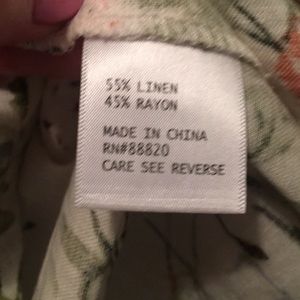 55% LINEN
45% RAYON
MADE IN CHINA
RN#88820
CARE SEE REVERSE